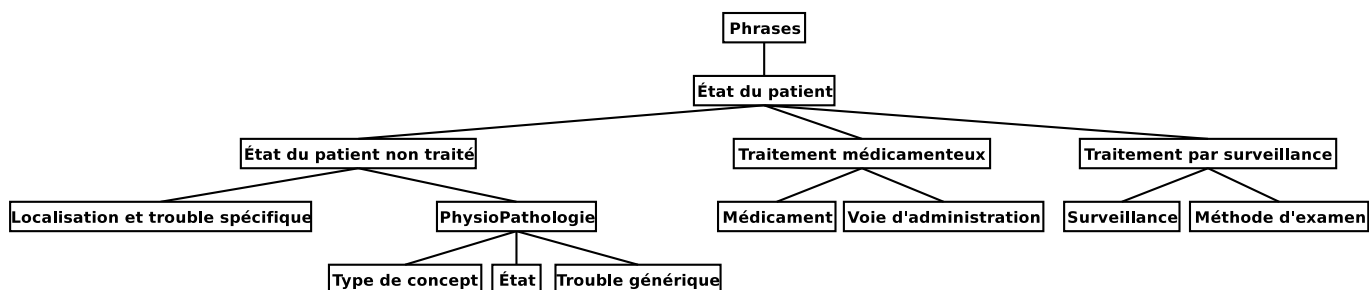 Phrases
État du patient
État du patient non traité
Traitement médicamenteux
Traitement par surveillance
Localisation et trouble spécifique
PhysioPathologie
Médicament
Voie d'administration
Surveillance
Méthode d'examen
Type de concept
État
Trouble générique